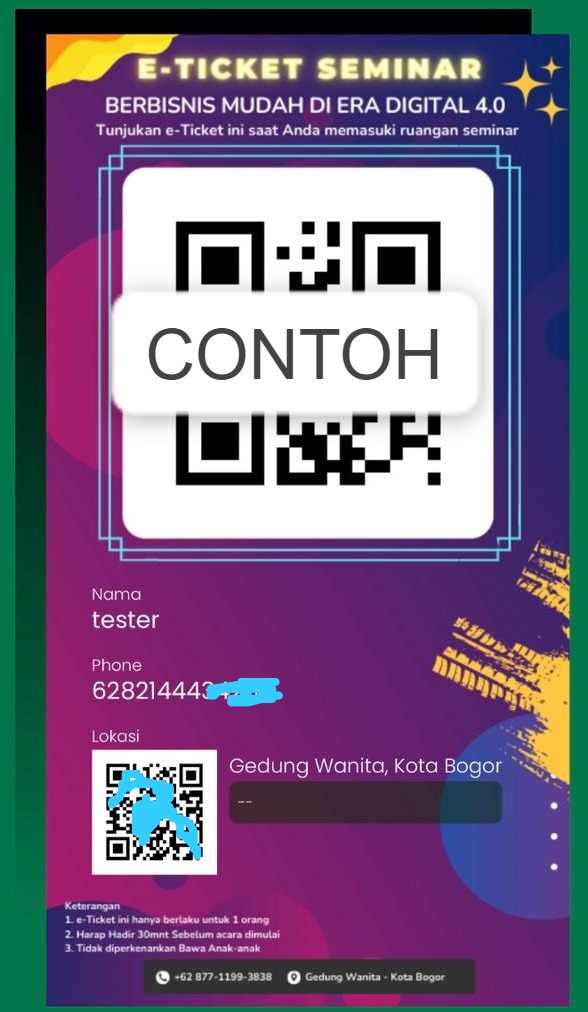 E-TICKET SEMINAR
BERBISNIS MUDAH DI ERA DIGITAL 4.0
Tunjukan e-Ticket ini saat Anda memasuki ruangan seminar
CONTOH
Nama
tester
Phone
628214443
Lokasi
Gedung Wanita, Kota Bogor
--
Keterangan
1. e-Ticket ini hanya berlaku untuk 1 orang
2. Harap Hadir 30mnt Sebelum acara dimulai
3. Tidak diperkenankan Bawa Anak-anak
+62 877-1199-3838 Gedung Wanita - Kota Bogor